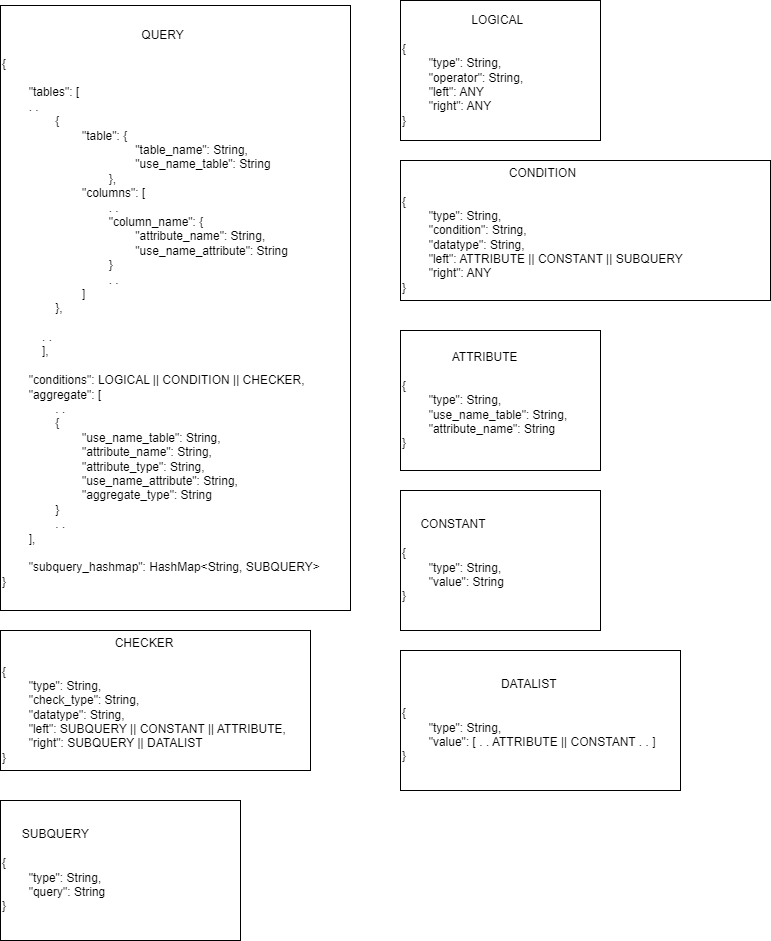 QUERY
{
"tables": [
. .
{
"table": {
"table_name": String,
"use_name_table": String
},
"columns": [
. .
"column_name": {
"attribute_name": String,
"use_name_attribute": String
}
. .
]
},
. .
],
"conditions": LOGICAL || CONDITION || CHECKER,
"aggregate": [
. .
{
"use_name_table": String,
"attribute_name": String,
"attribute_type": String,
"use_name_attribute": String,
"aggregate_type": String
}
. .
],
"subquery_hashmap": HashMap<String, SUBQUERY>
}
CHECKER
{
"type": String,
"check_type": String,
"datatype": String,
"left": SUBQUERY || CONSTANT || ATTRIBUTE,
"right": SUBQUERY || DATALIST
}
SUBQUERY
{
"type": String,
"query": String
}
LOGICAL
{
"type": String,
"operator": String,
"left": ANY
"right": ANY
}
CONDITION
{
"type": String,
"condition": String,
"datatype": String,
"left": ATTRIBUTE || CONSTANT || SUBQUERY
"right": ANY
}
ATTRIBUTE
{
"type": String,
"use_name_table": String,
"attribute_name": String
}
CONSTANT
{
"type": String,
"value": String
}
DATALIST
{
"type": String,
"value": [ . . ATTRIBUTE || CONSTANT . . ]
}